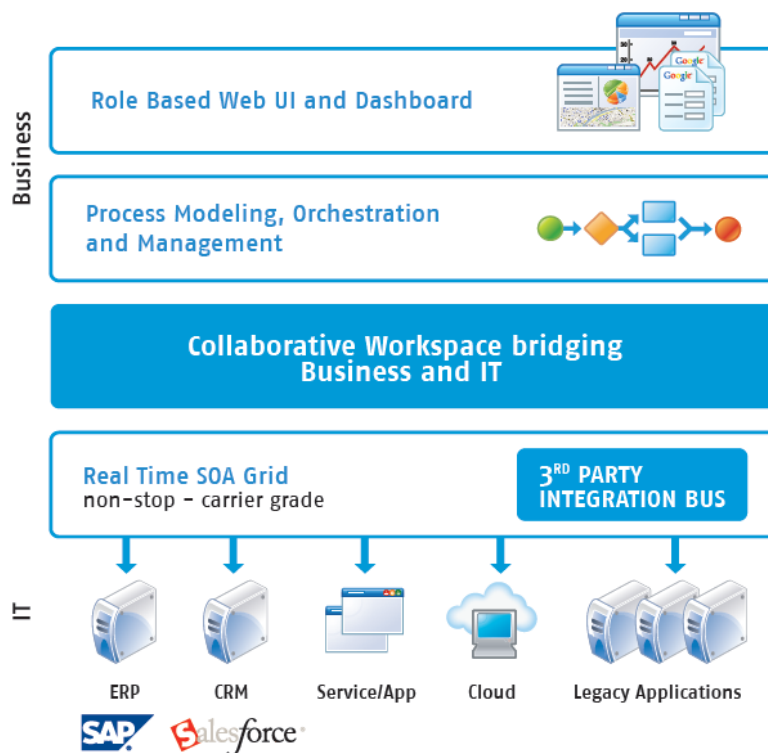 Business
Role Based Web UI and Dashboard
Google
Google
Process Modeling, Orchestration
and Management
Collaborative Workspace bridging
Business and IT
Real Time SOA Grid
non-stop - carrier grade
3RD PARTY
INTEGRATION BUS
IT
ERP
CRM
Service/App
Cloud
Legacy Applications
SAP
salesforce